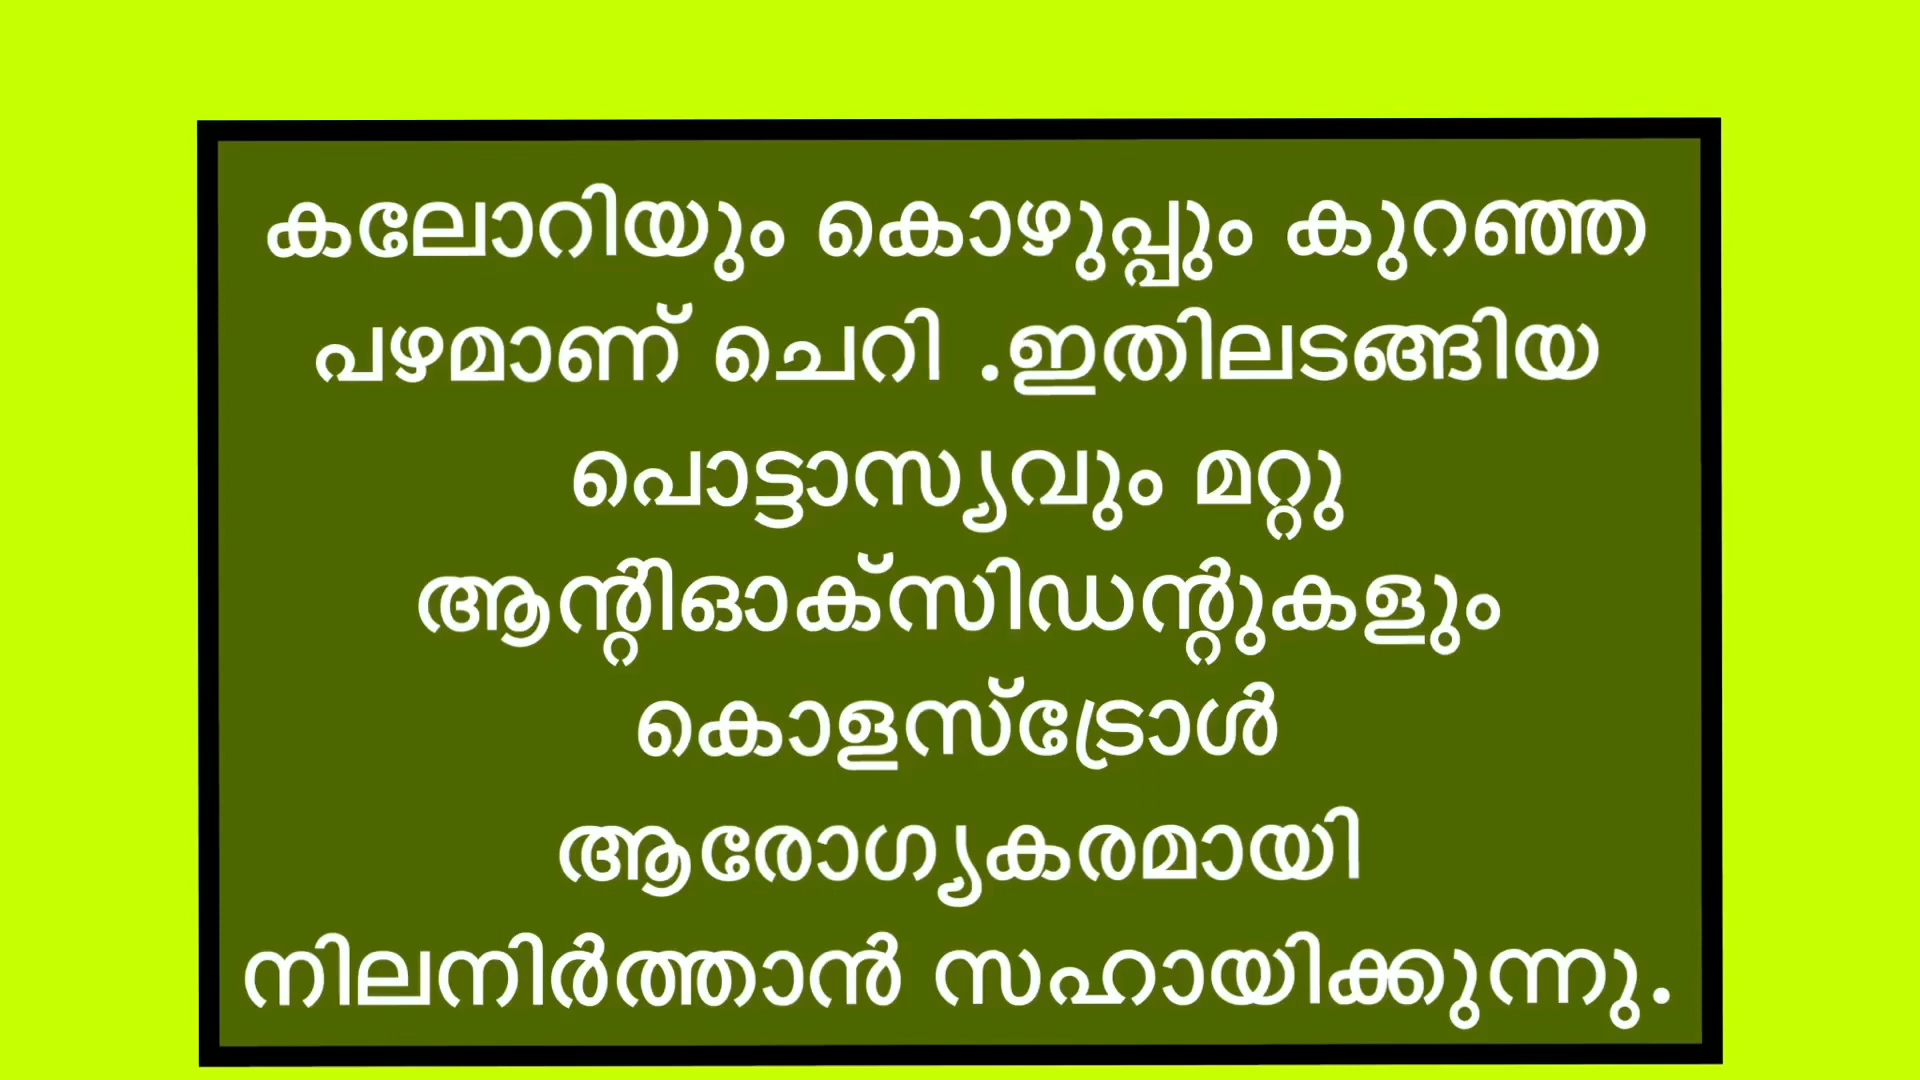 കലോറിയും കൊഴുപ്പും കുറഞ്ഞ
പഴമാണ് ചെറി .ഇതിലടങ്ങിയ
പൊട്ടാസ്യവും മറ്റു
ആന്റിഓക്സിഡന്റുകളും
കൊളസ്ട്രോൾ
ആരോഗ്യകരമായി
നിലനിർത്താൻ സഹായിക്കുന്നു.